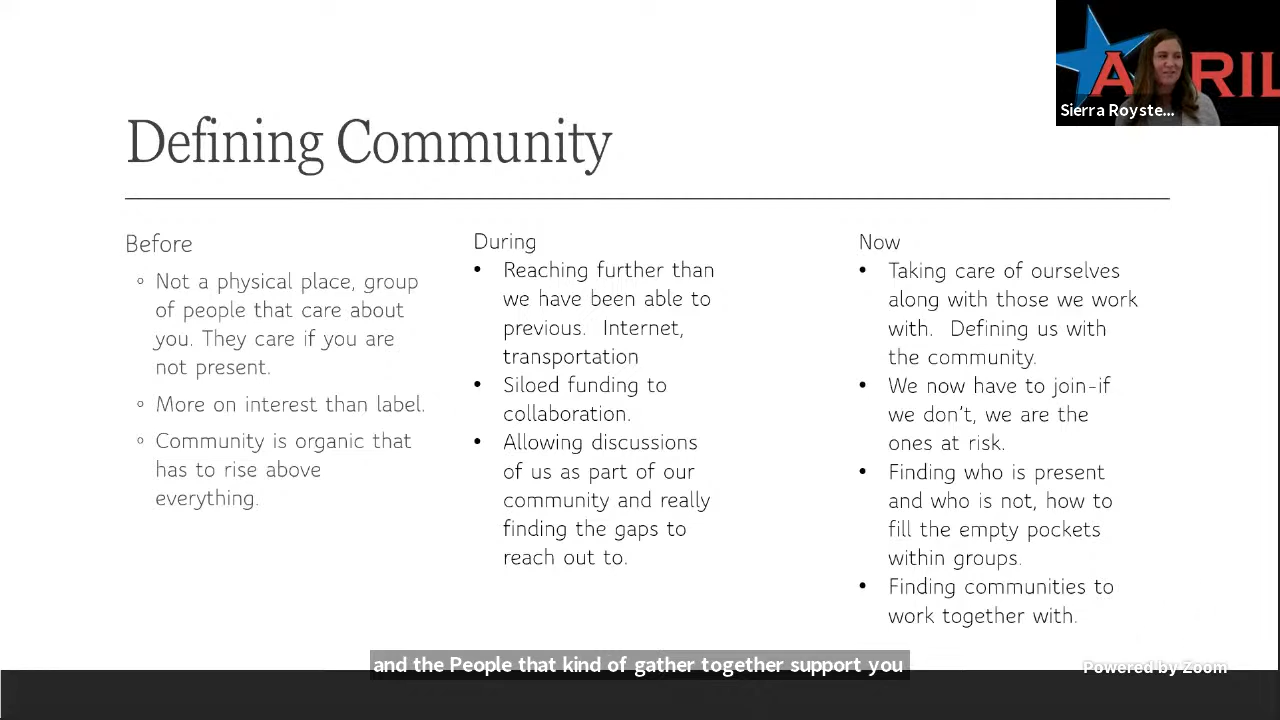 A RIL
Sierra Royste...
Defining Community
Before
◦ Not a physical place, group
of people that care about
you. They care if you are
not present.
◦ More on interest than label.
◦ Community is organic that
has to rise above
everything.
During
• Reaching further than
we have been able to
previous. Internet,
transportation
• Siloed funding to
collaboration.
• Allowing discussions
of us as part of our
community and really
finding the gaps to
reach out to.
Now
• Taking care of ourselves
along with those we work
with. Defining us with
the community.
• We now have to join-if
we don't, we are the
ones at risk.
• Finding who is present
and who is not, how to
fill the empty pockets
within groups.
• Finding communities to
work together with.
and the People that kind of gather together support you
Powered by Zoom